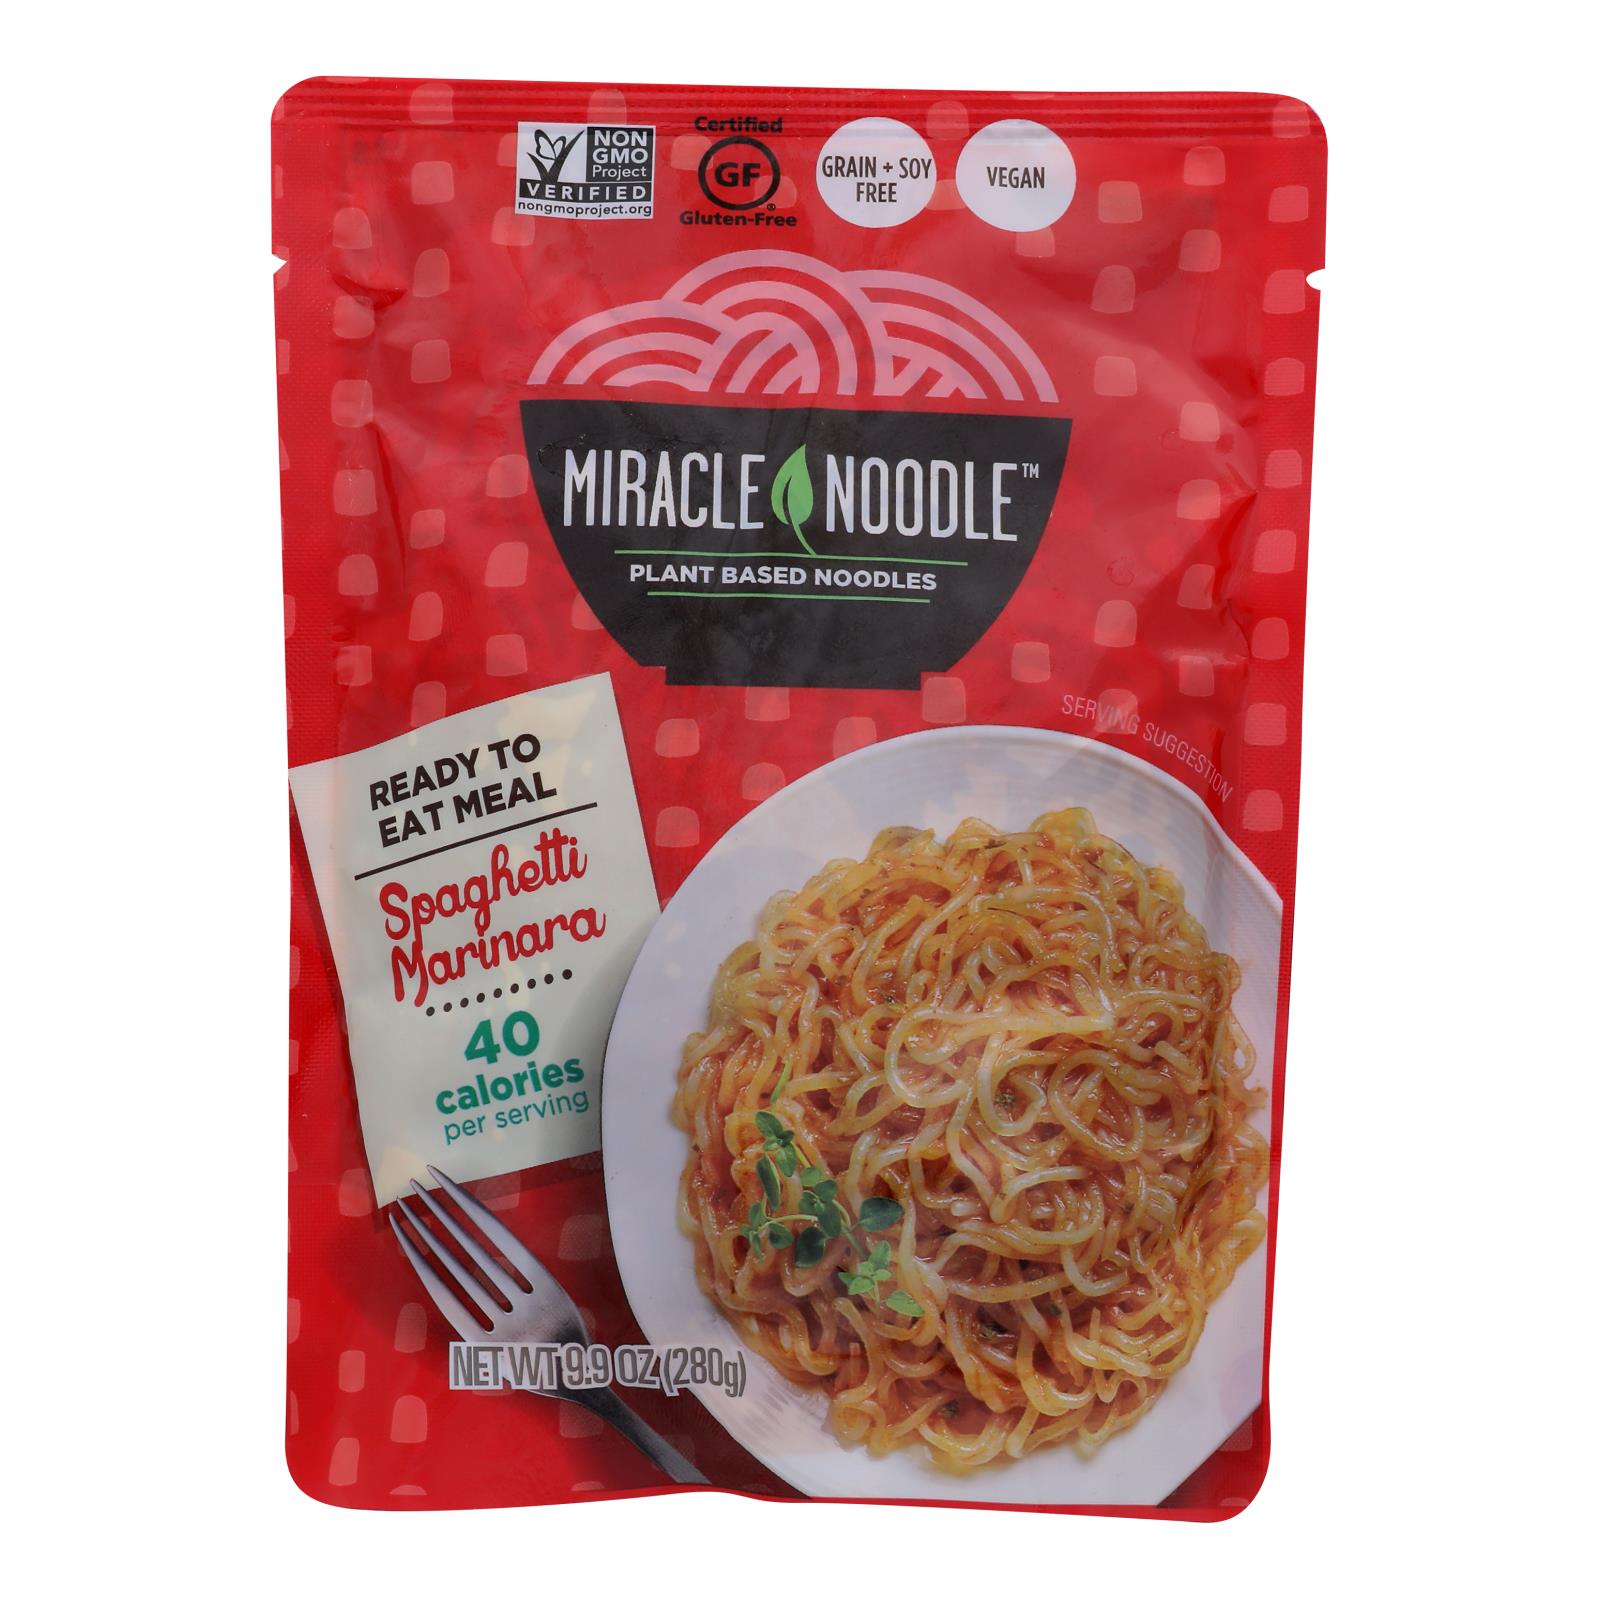 NON
GMO
Project
VERIFIED
nongmoproject.org
Certified
GF
®
Gluten-Free
GRAIN + SOY
FREE
VEGAN
MIRACLE NOODLE™
PLANT BASED NOODLES
SERVING SUGGESTION
READY TO
EAT MEAL
Spaghetti
Marinara
40
calories
per serving
NET WT 9.9 OZ (280g)